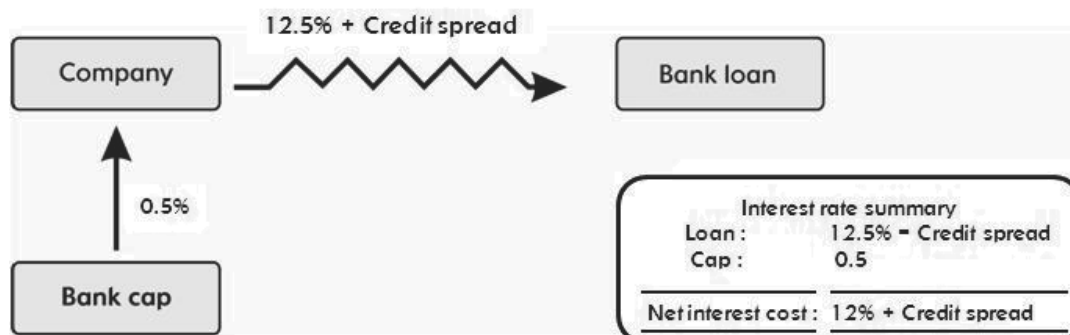 12.5% + Credit spread
Company
Bank loan
0.5%
Bank cap
Interest rate summary
Loan : 12.5% - Credit spread
Cap : 0.5
Net interest cost : 12% + Credit spread